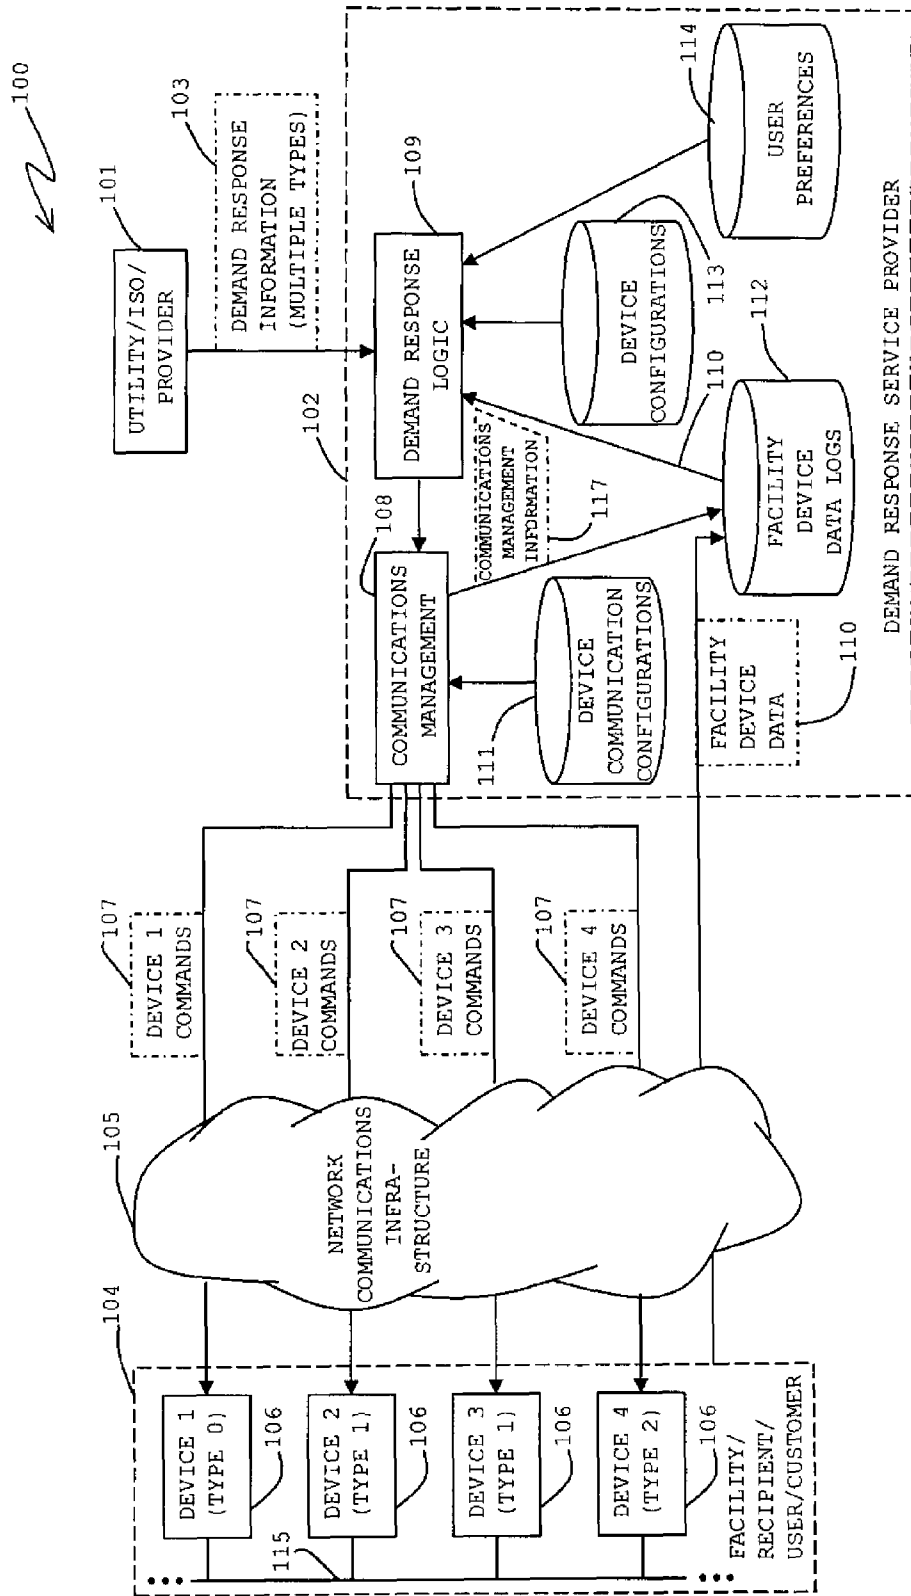 100
101
UTILITY/ISO/
PROVIDER
103
DEMAND RESPONSE
INFORMATION
(MULTIPLE TYPES)
102
109
DEMAND RESPONSE
LOGIC
108
COMMUNICATIONS
MANAGEMENT
COMMUNICATIONS
MANAGEMENT
INFORMATION
117
114
USER
PREFERENCES
113
DEVICE
CONFIGURATIONS
110
112
FACILITY
DEVICE
DATA LOGS
111
DEVICE
COMMUNICATION
CONFIGURATIONS
FACILITY
DEVICE
DATA
110
DEMAND RESPONSE SERVICE PROVIDER
107
DEVICE 1
COMMANDS
107
DEVICE 2
COMMANDS
107
DEVICE 3
COMMANDS
107
DEVICE 4
COMMANDS
105
NETWORK
COMMUNICATIONS
INFRA-
STRUCTURE
104
DEVICE 1
(TYPE 0)
106
DEVICE 2
(TYPE 1)
106
DEVICE 3
(TYPE 1)
106
DEVICE 4
(TYPE 2)
106
115
FACILITY/
RECIPIENT/
USER/CUSTOMER